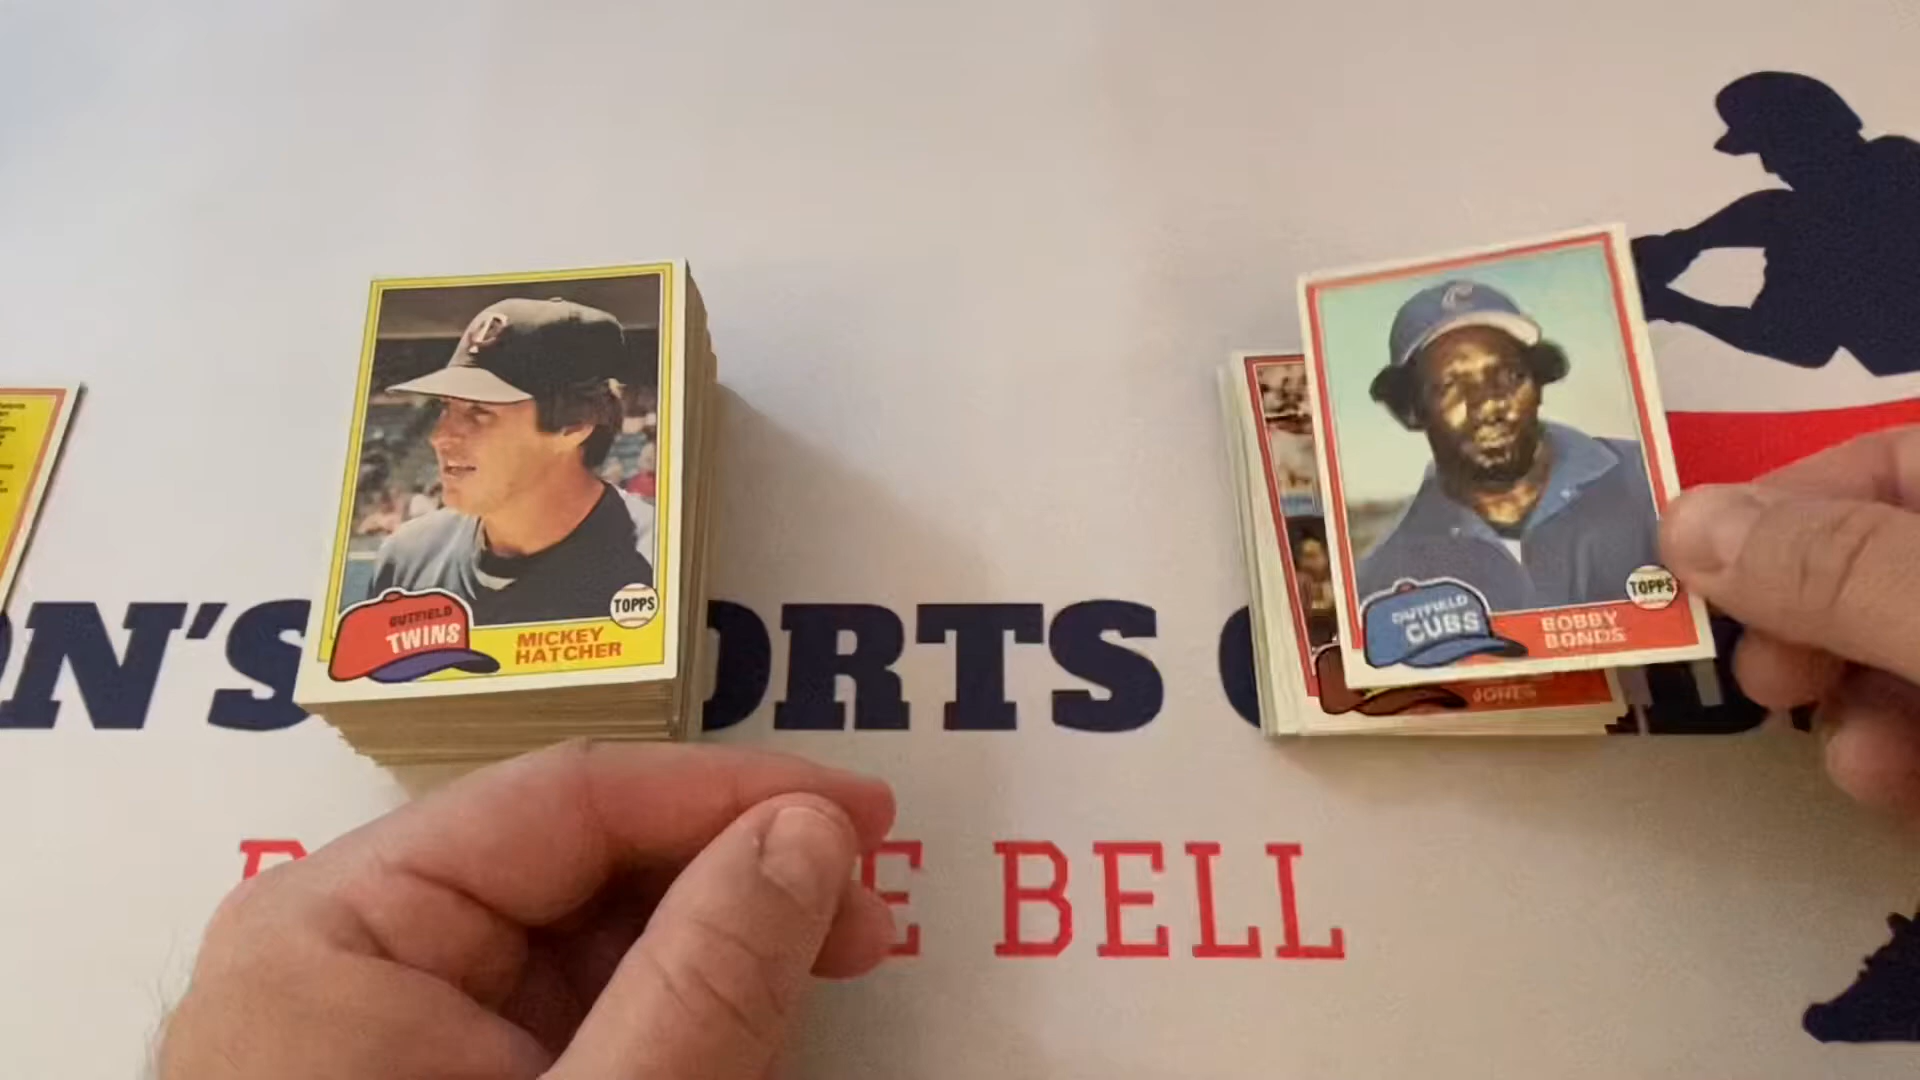 OUTFIELD
TWINS
MICKEY
HATCHER
TOPPS
OUTFIELD
CUBS
BOBBY
BONDS
TOPPS
JONES
N'S
ORTS
BELL